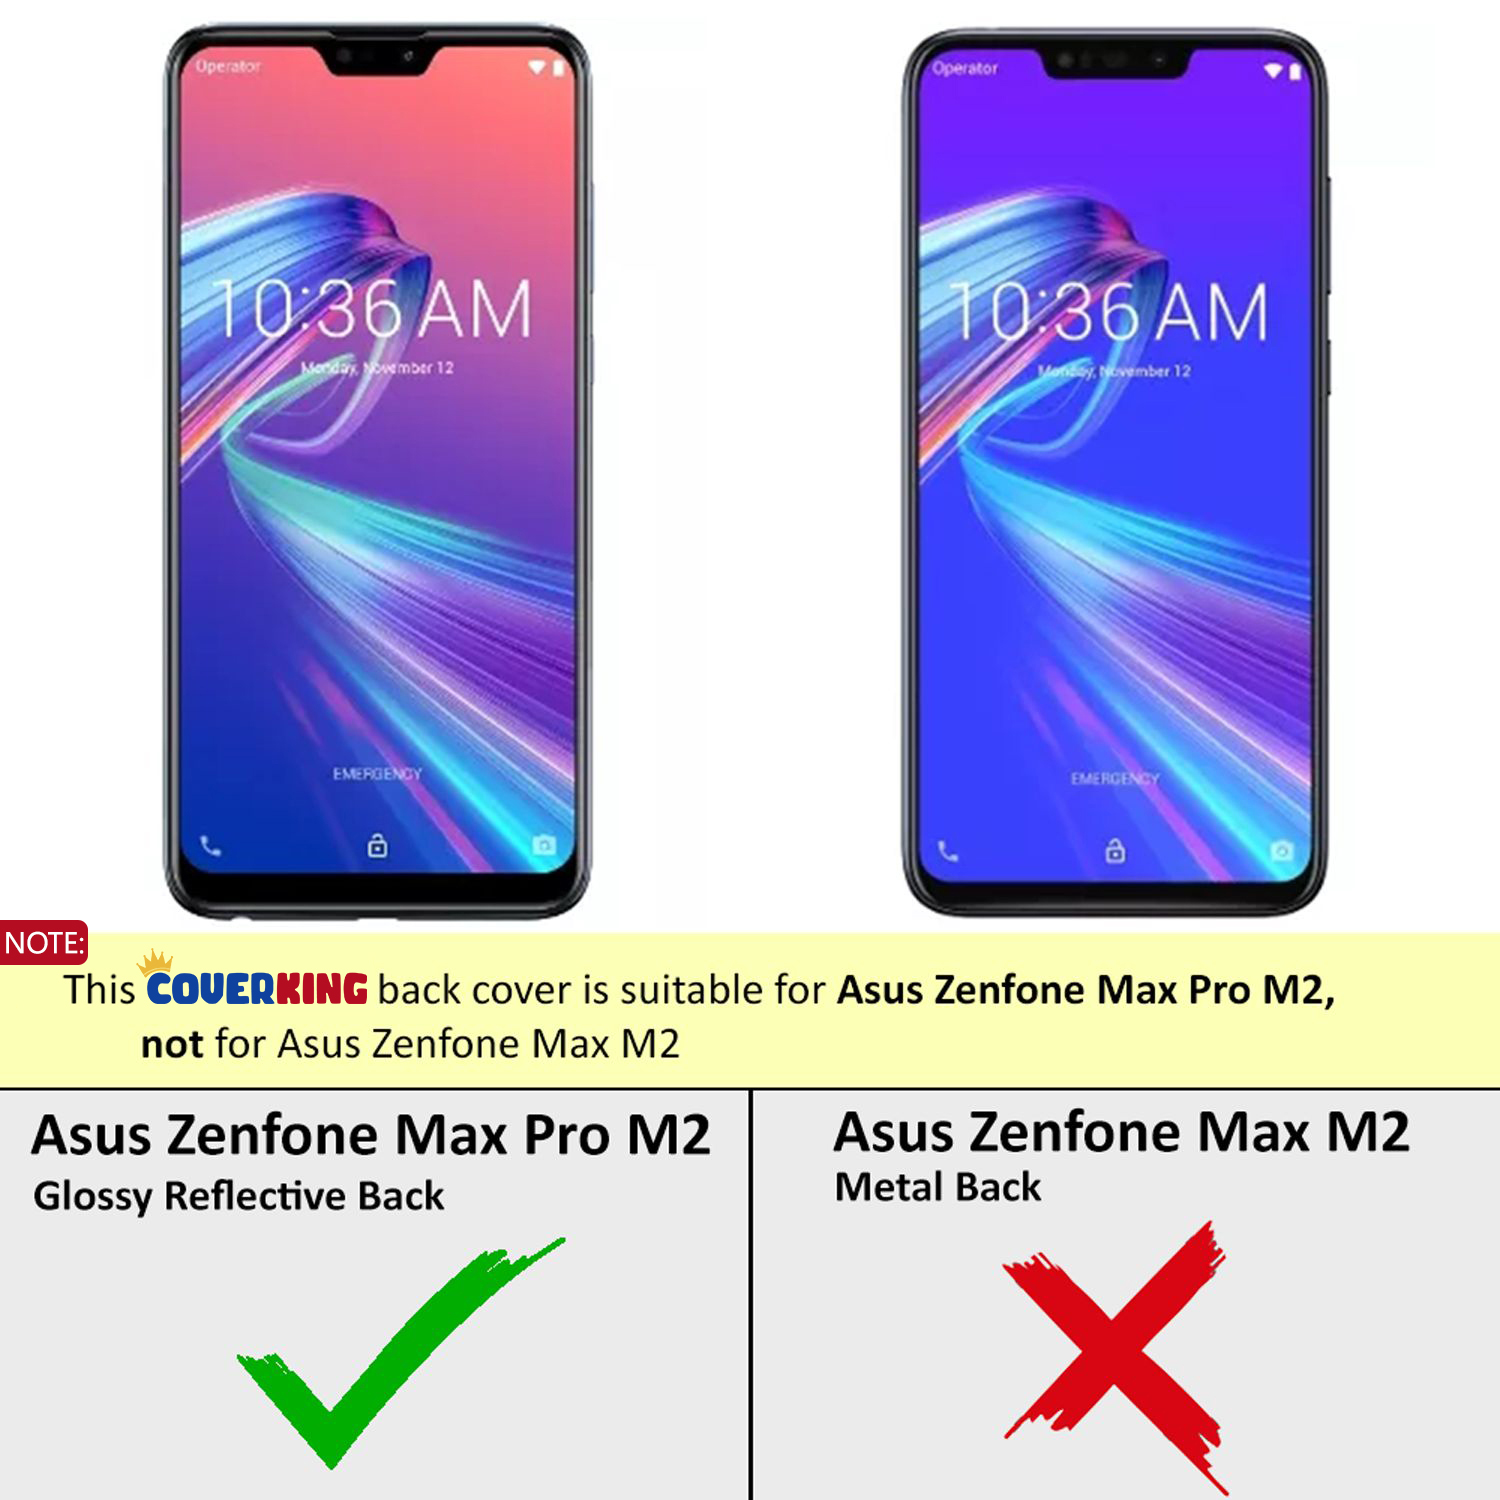 Operator
10:36 AM
Monday, November 12
EMERGENCY
Operator
10:36 AM
Monday, November 12
EMERGENCY
NOTE:
This COVERKING back cover is suitable for Asus Zenfone Max Pro M2,
not for Asus Zenfone Max M2
Asus Zenfone Max Pro M2
Glossy Reflective Back
Asus Zenfone Max M2
Metal Back